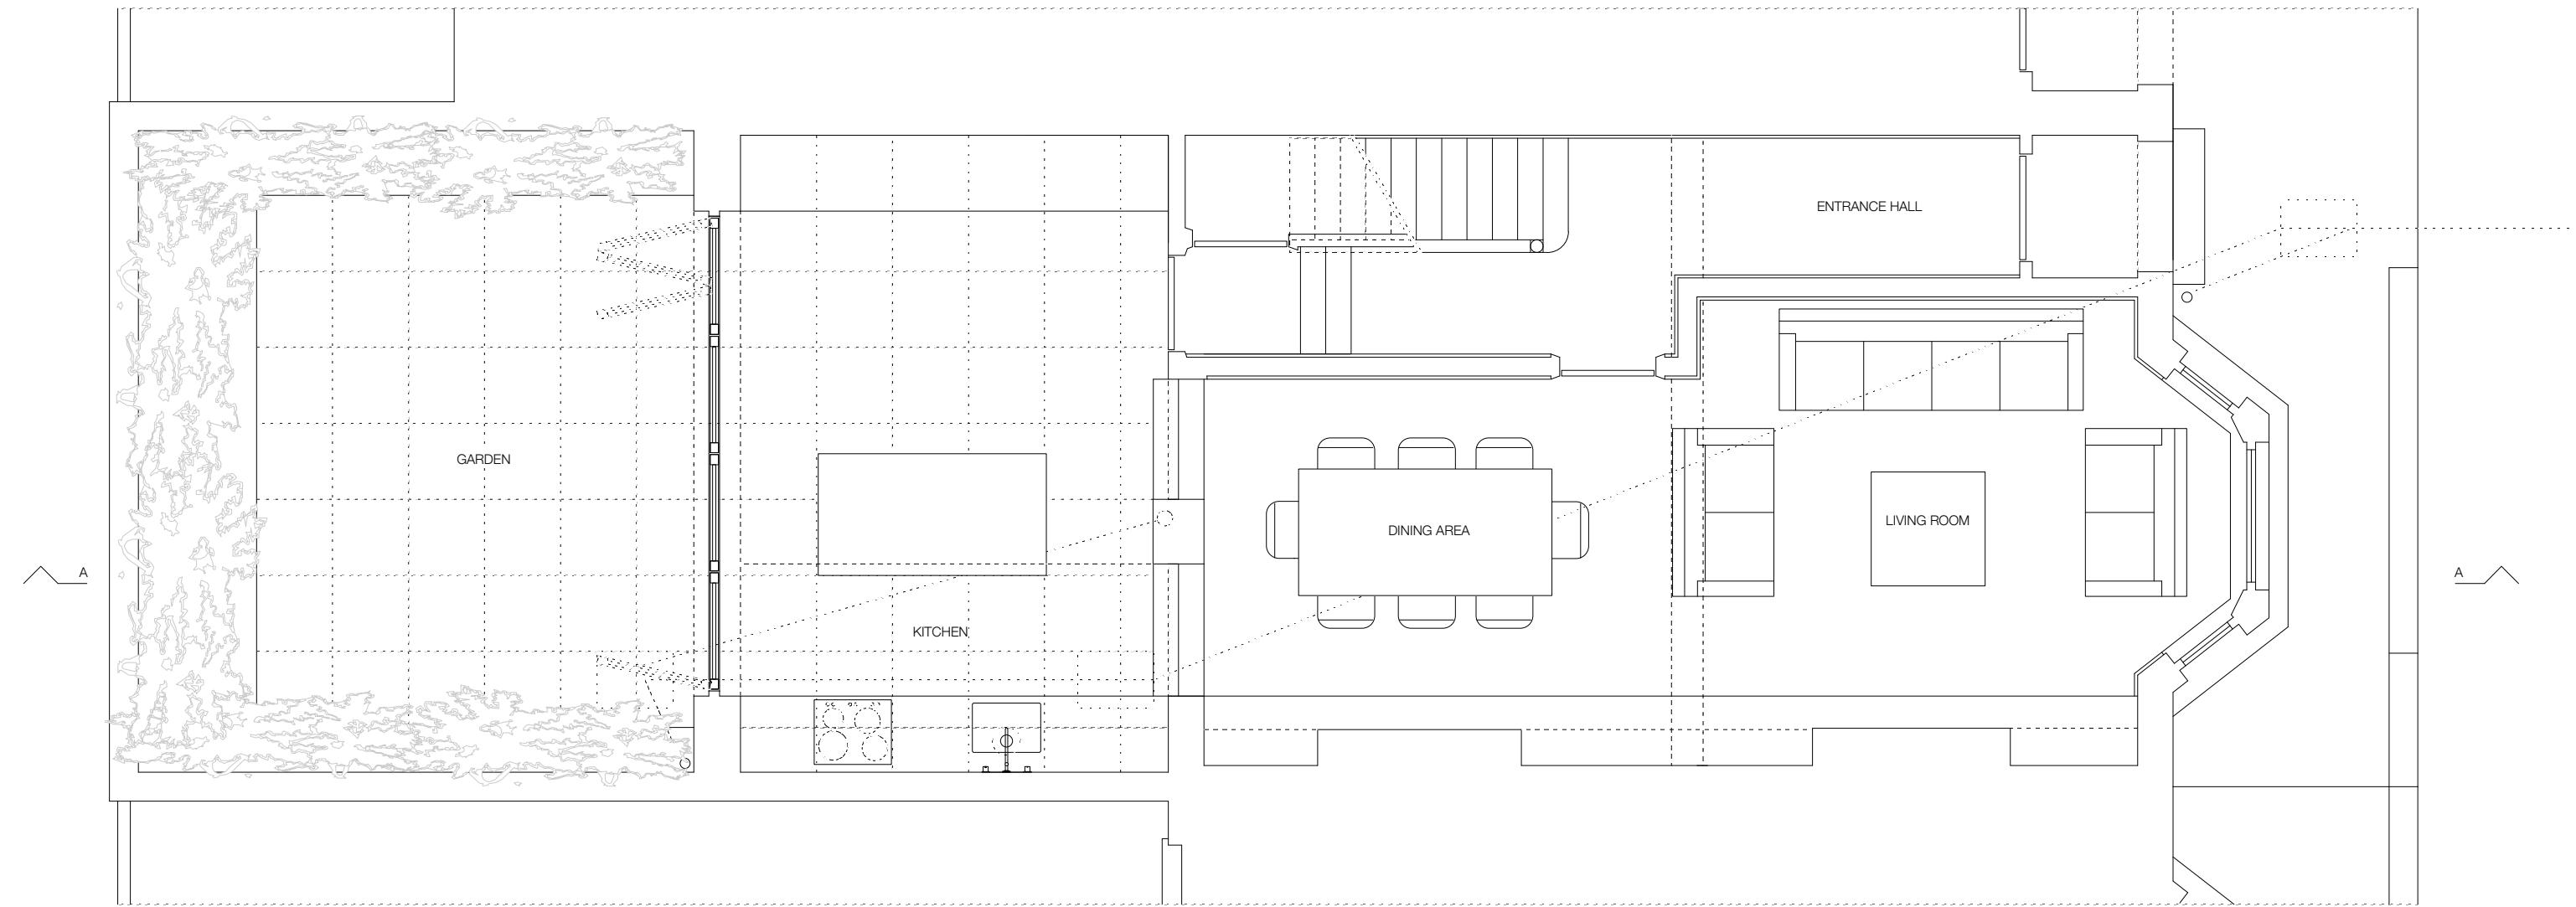 ENTRANCE HALL
GARDEN
DINING AREA
LIVING ROOM
A
A
KITCHEN